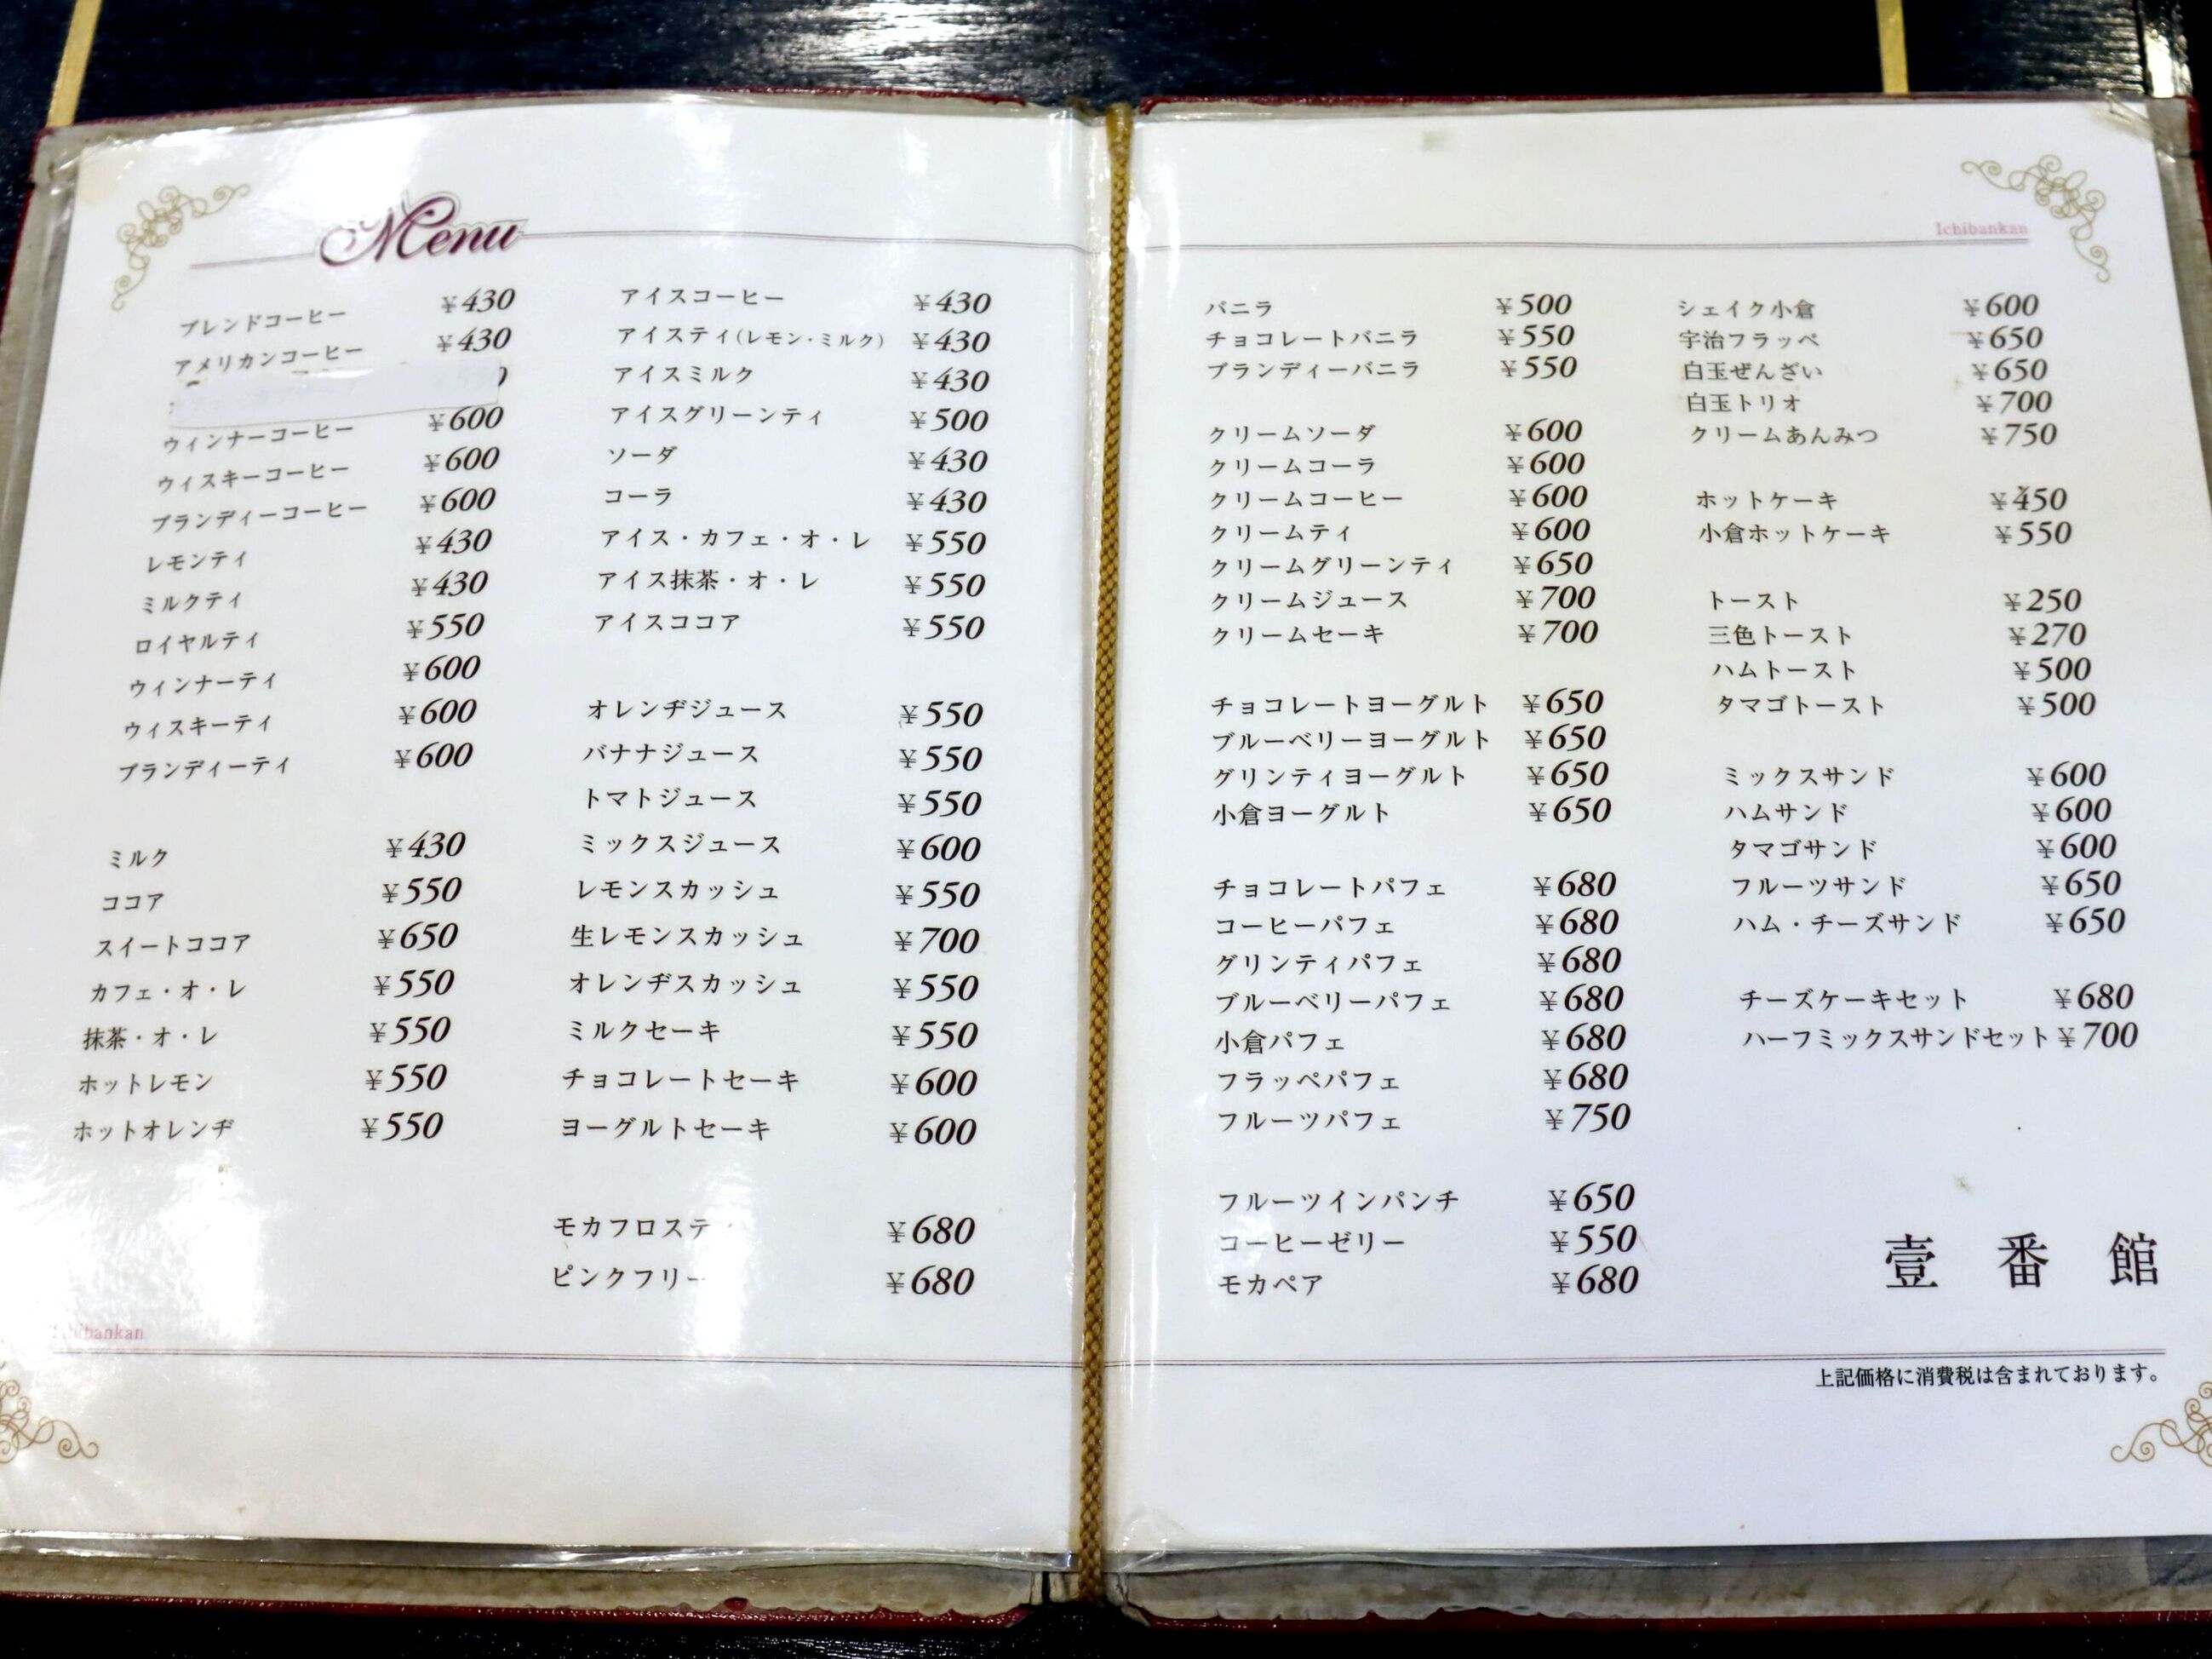 Menu
ブレンドコーヒー ¥430
アメリカンコーヒー ¥430
ウィンナーコーヒー ¥600
ウィスキーコーヒー ¥600
ブランディーコーヒー ¥600
レモンティ ¥430
ミルクティ ¥430
ロイヤルティ ¥550
ウィンナーティ ¥600
ウィスキーティ ¥600
ブランディーティ ¥600
ミルク ¥430
ココア ¥550
スイートココア ¥650
カフェ・オ・レ ¥550
抹茶・オ・レ ¥550
ホットレモン ¥550
ホットオレンヂ ¥550
アイスコーヒー ¥430
アイスティ(レモン・ミルク) ¥430
アイスミルク ¥430
アイスグリーンティ ¥500
ソーダ ¥430
コーラ ¥430
アイス・カフェ・オ・レ ¥550
アイス抹茶・オ・レ ¥550
アイスココア ¥550
オレンヂジュース ¥550
バナナジュース ¥550
トマトジュース ¥550
ミックスジュース ¥600
レモンスカッシュ ¥550
生レモンスカッシュ ¥700
オレンヂスカッシュ ¥550
ミルクセーキ ¥550
チョコレートセーキ ¥600
ヨーグルトセーキ ¥600
¥680
¥680
Ichibankan
Ichibankan
バニラ ¥500
チョコレートバニラ ¥550
ブランディーバニラ ¥550
クリームソーダ ¥600
クリームコーラ ¥600
クリームコーヒー ¥600
クリームティ ¥600
クリームグリーンティ ¥650
クリームジュース ¥700
クリームセーキ ¥700
チョコレートヨーグルト ¥650
ブルーベリーヨーグルト ¥650
グリンティヨーグルト ¥650
小倉ヨーグルト ¥650
チョコレートパフェ ¥680
コーヒーパフェ ¥680
グリンティパフェ ¥680
ブルーベリーパフェ ¥680
小倉パフェ ¥680
フラッペパフェ ¥680
フルーツパフェ ¥750
フルーツインパンチ ¥650
コーヒーゼリー ¥550
モカペア ¥680
シェイク小倉 ¥600
宇治フラッペ ¥650
白玉ぜんざい ¥650
白玉トリオ ¥700
クリームあんみつ ¥750
ホットケーキ ¥450
小倉ホットケーキ ¥550
トースト ¥250
三色トースト ¥270
ハムトースト ¥500
タマゴトースト ¥500
ミックスサンド ¥600
ハムサンド ¥600
タマゴサンド ¥600
フルーツサンド ¥650
ハム・チーズサンド ¥650
チーズケーキセット ¥680
ハーフミックスサンドセット ¥700
壹番館
上記価格に消費税は含まれております。